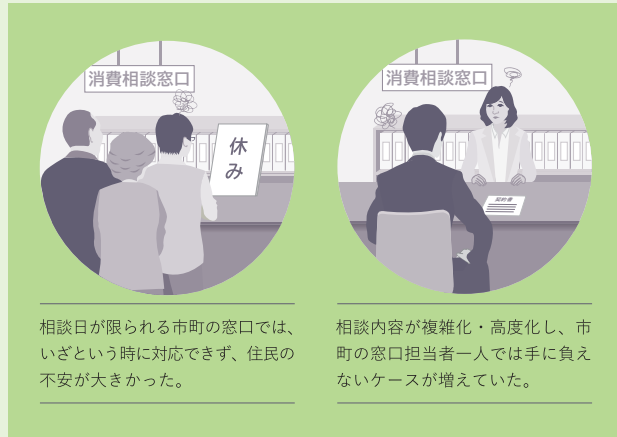 消費相談窓口
休み
相談日が限られる市町の窓口では、
いざという時に対応できず、住民の
不安が大きかった。
消費相談窓口
契約書
相談内容が複雑化・高度化し、市
町の窓口担当者一人では手に負え
ないケースが増えていた。